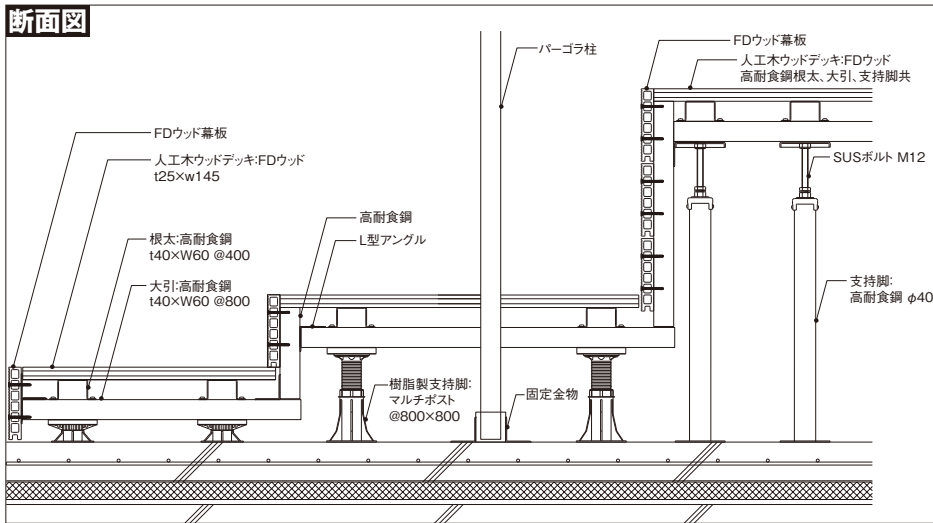 断面図
パーゴラ柱
FDウッド幕板
人工木ウッドデッキ:FDウッド
高耐食鋼根太、大引、支持脚共
FDウッド幕板
人工木ウッドデッキ:FDウッド
t25×w145
SUSボルト M12
高耐食鋼
L型アングル
根太:高耐食鋼
t40×W60 @400
大引:高耐食鋼
t40×W60 @800
支持脚:
高耐食鋼 φ40
樹脂製支持脚:
マルチポスト
@800×800
固定金物